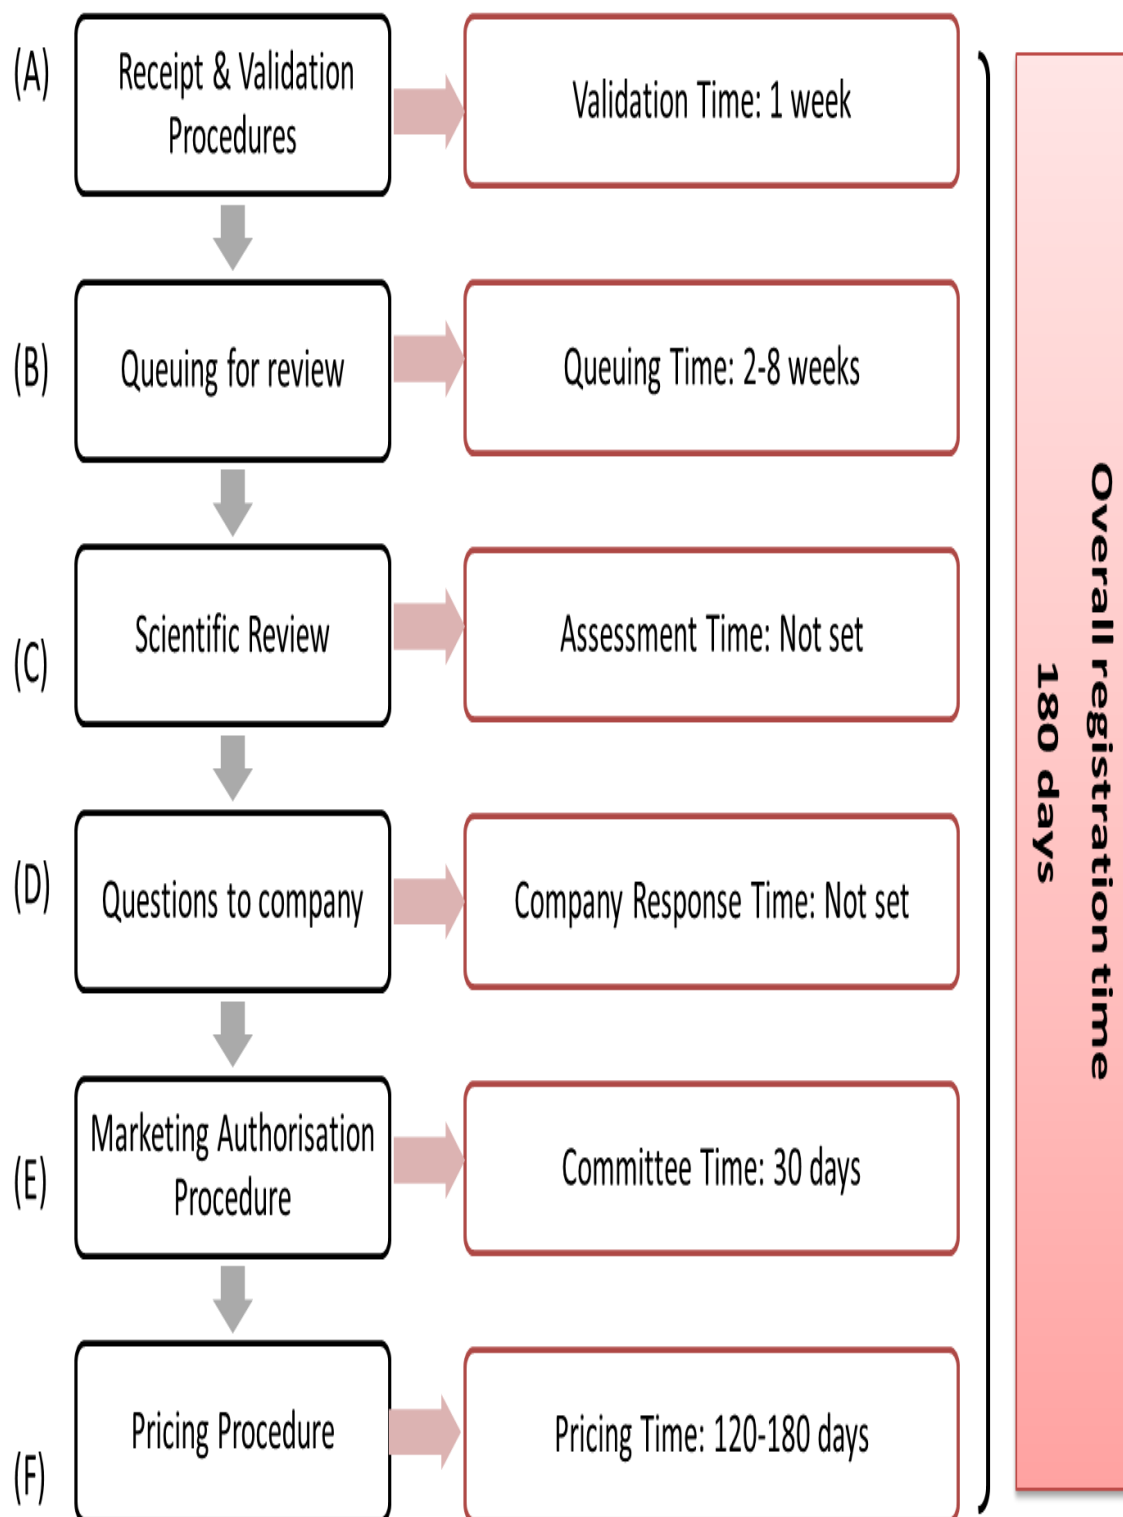 (A)
Receipt & Validation
Procedures
Validation Time: 1 week
(B)
Queuing for review
Queuing Time: 2-8 weeks
(C)
Scientific Review
Assessment Time: Not set
(D)
Questions to company
Company Response Time: Not set
(E)
Marketing Authorisation
Procedure
Committee Time: 30 days
(F)
Pricing Procedure
Pricing Time: 120-180 days
Overall registration time
180 days